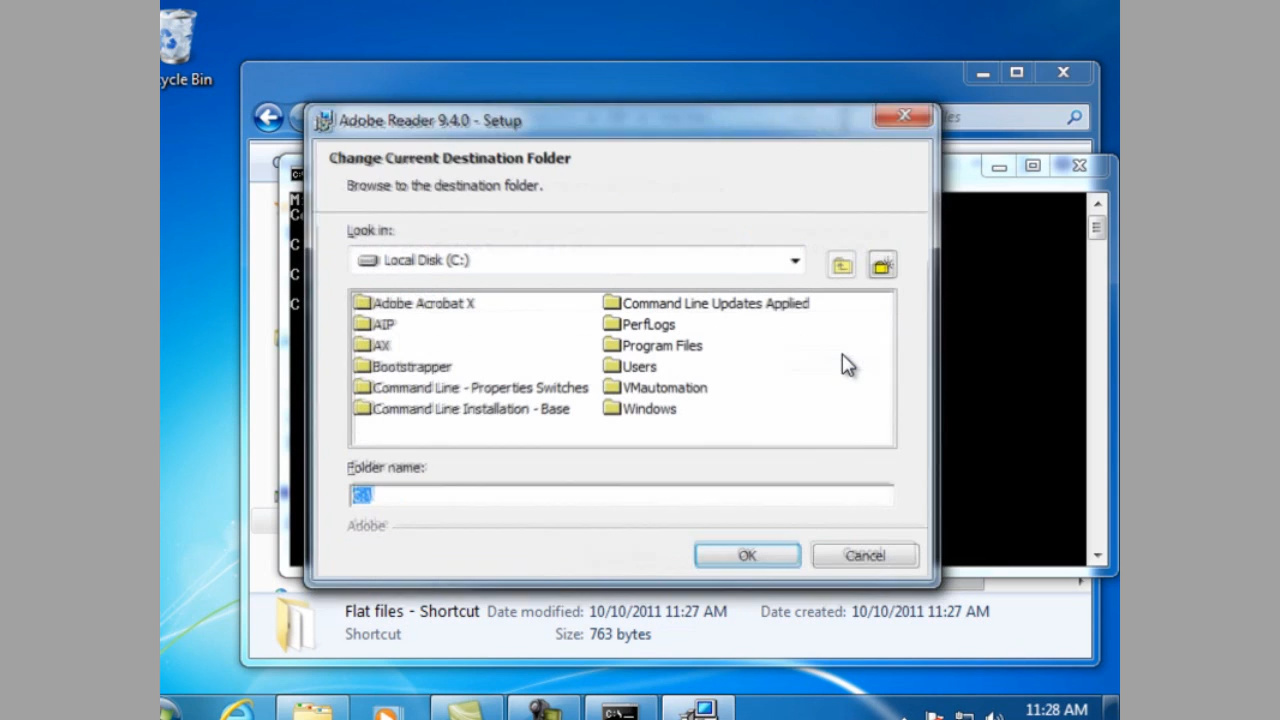 ycle Bin
les
Adobe Reader 9.4.0 - Setup
Change Current Destination Folder
Browse to the destination folder.
Look in:
Local Disk (C:)
Adobe Acrobat X
AIP
AX
Bootstrapper
Command Line - Properties Switches
Command Line Installation - Base
Command Line Updates Applied
PerfLogs
Program Files
Users
VMautomation
Windows
Folder name:
C:\
Adobe
OK
Cancel
M
C
C
C
Flat files - Shortcut Date modified: 10/10/2011 11:27 AM Date created: 10/10/2011 11:27 AM
Shortcut Size: 763 bytes
11:28 AM